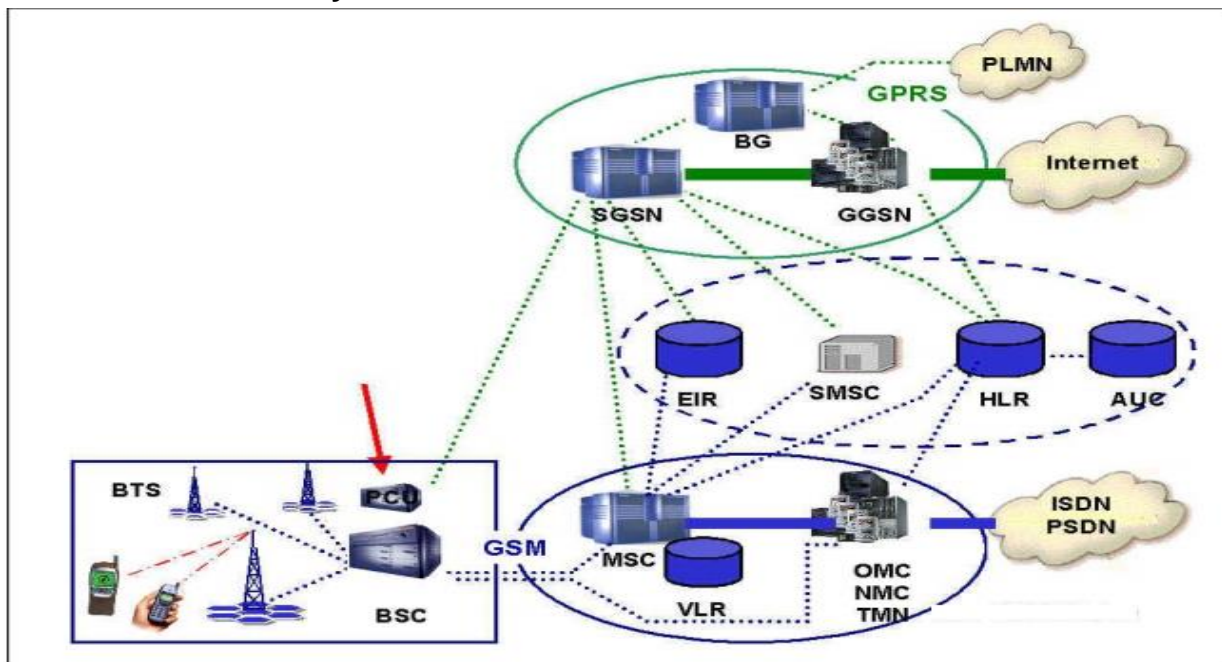 PLMN
GPRS
BG
Internet
SGSN
GGSN
EIR
SMSC
HLR
AUC
BTS
PCU
GSM
BSC
MSC
VLR
OMC
NMC
TMN
ISDN
PSDN